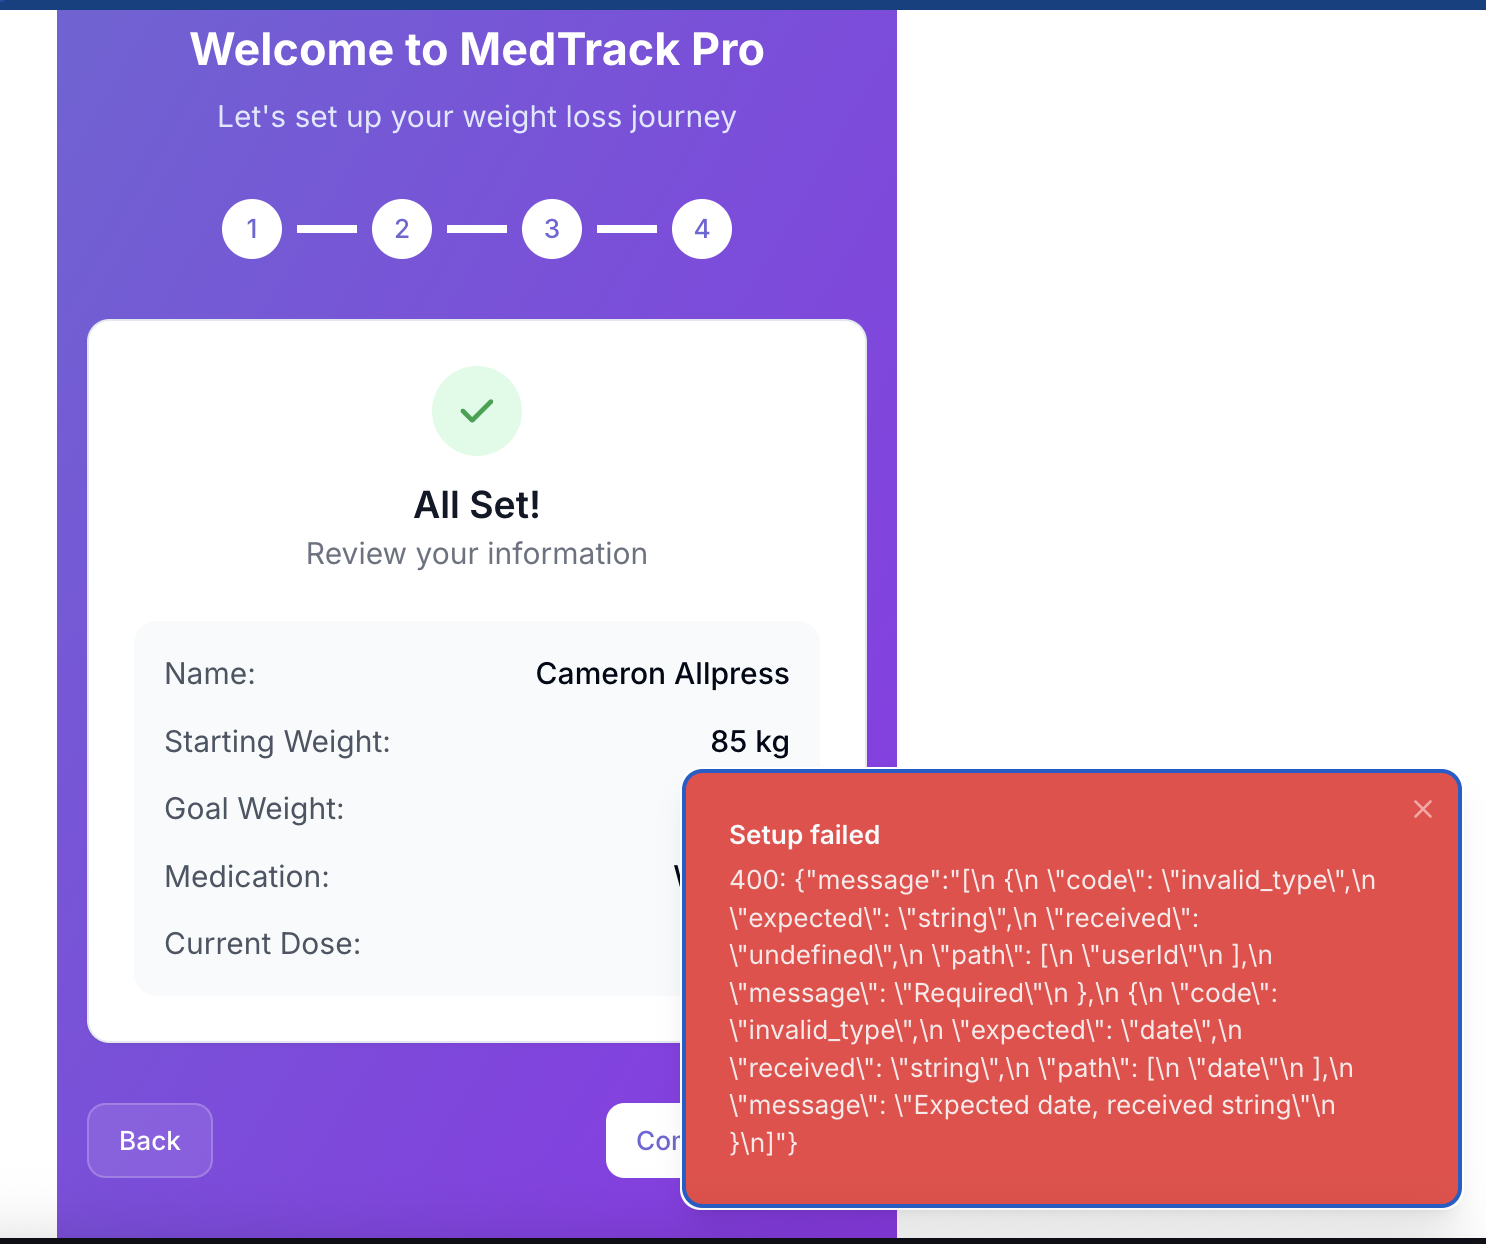 Welcome to MedTrack Pro
Let's set up your weight loss journey
1 2 3 4
All Set!
Review your information
Name: Cameron Allpress
Starting Weight: 85 kg
Goal Weight:
Medication:
Current Dose:
Back
Setup failed
400: {"message":"[\n {\n \"code\": \"invalid_type\",\n
\"expected\": \"string\",\n \"received\":
\"undefined\",\n \"path\": [\n \"userId\"\n ],\n
\"message\": \"Required\"\n },\n {\n \"code\":
\"invalid_type\",\n \"expected\": \"date\",\n
\"received\": \"string\",\n \"path\": [\n \"date\"\n ],\n
\"message\": \"Expected date, received string\"\n
}\n]"}